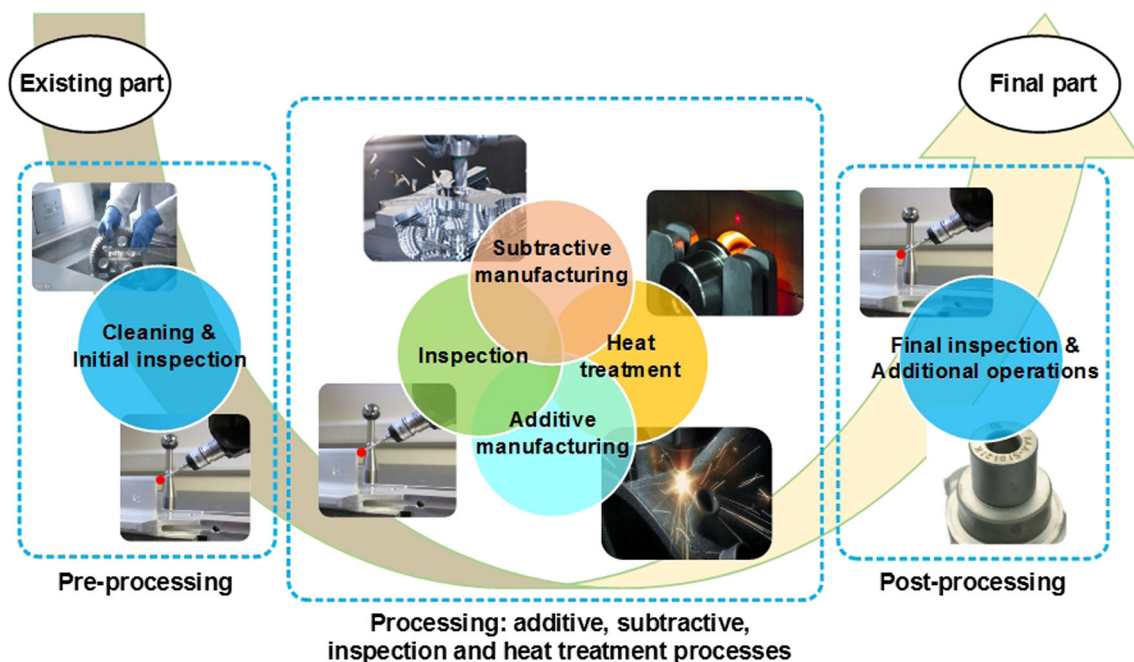 Existing part
Final part
Cleaning &
Initial inspection
Subtractive
manufacturing
Inspection
Heat
treatment
Additive
manufacturing
Final inspection &
Additional operations
Pre-processing
Processing: additive, subtractive,
inspection and heat treatment processes
Post-processing